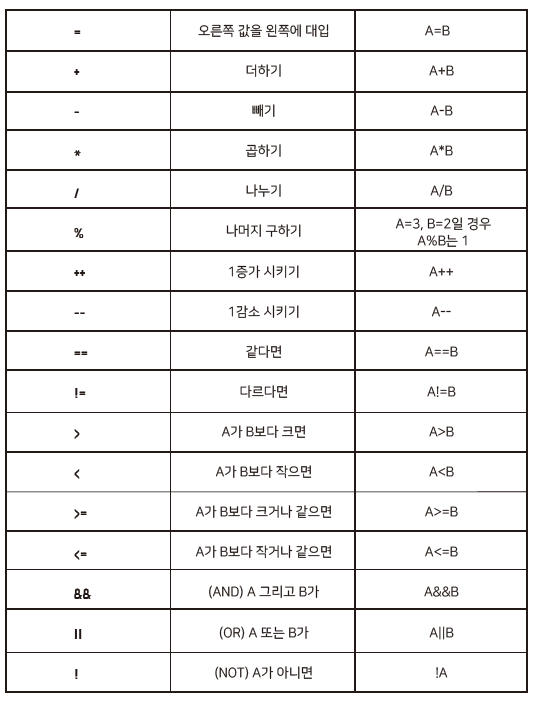 = 오른쪽 값을 왼쪽에 대입 A=B
+ 더하기 A+B
- 빼기 A-B
* 곱하기 A*B
/ 나누기 A/B
% 나머지 구하기 A=3, B=2일 경우
A%B는 1
++ 1증가 시키기 A++
-- 1감소 시키기 A--
== 같다면 A==B
!= 다르다면 A!=B
> A가 B보다 크면 A>B
< A가 B보다 작으면 A<B
>= A가 B보다 크거나 같으면 A>=B
<= A가 B보다 작거나 같으면 A<=B
&& (AND) A 그리고 B가 A&&B
|| (OR) A 또는 B가 A||B
! (NOT) A가 아니면 !A